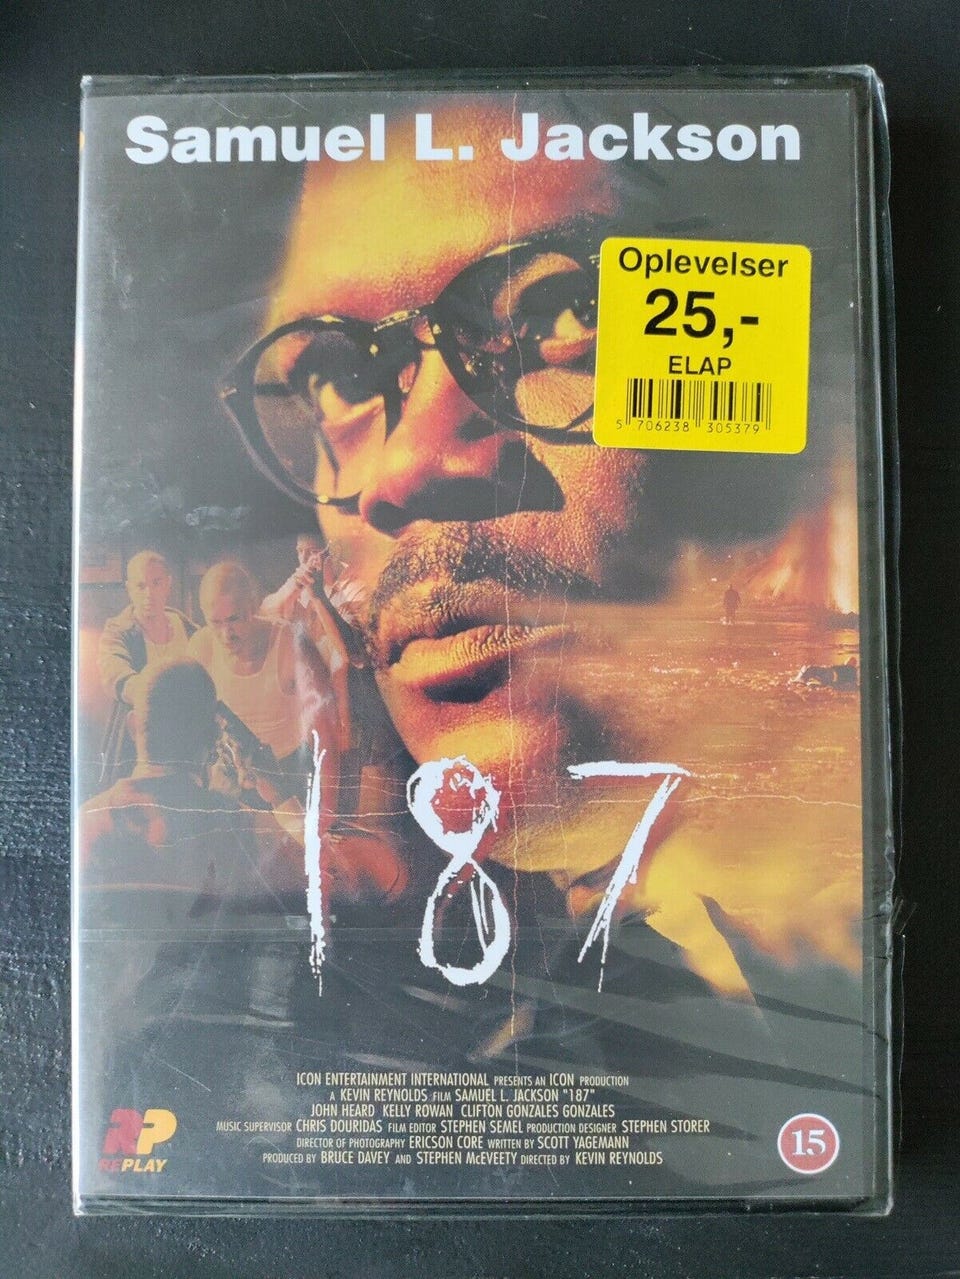 Samuel L. Jackson
Oplevelser
25,-
ELAP
5 706238 305379
187
ICON ENTERTAINMENT INTERNATIONAL PRESENTS AN ICON PRODUCTION
A KEVIN REYNOLDS FILM SAMUEL L. JACKSON "187"
JOHN HEARD KELLY ROWAN CLIFTON GONZALES GONZALES
MUSIC SUPERVISOR CHRIS DOURIDAS FILM EDITOR STEPHEN SEMEL PRODUCTION DESIGNER STEPHEN STORER
DIRECTOR OF PHOTOGRAPHY ERICSON CORE WRITTEN BY SCOTT YAGEMANN
PRODUCED BY BRUCE DAVEY AND STEPHEN McEVEETY DIRECTED BY KEVIN REYNOLDS
RP
REPLAY
15